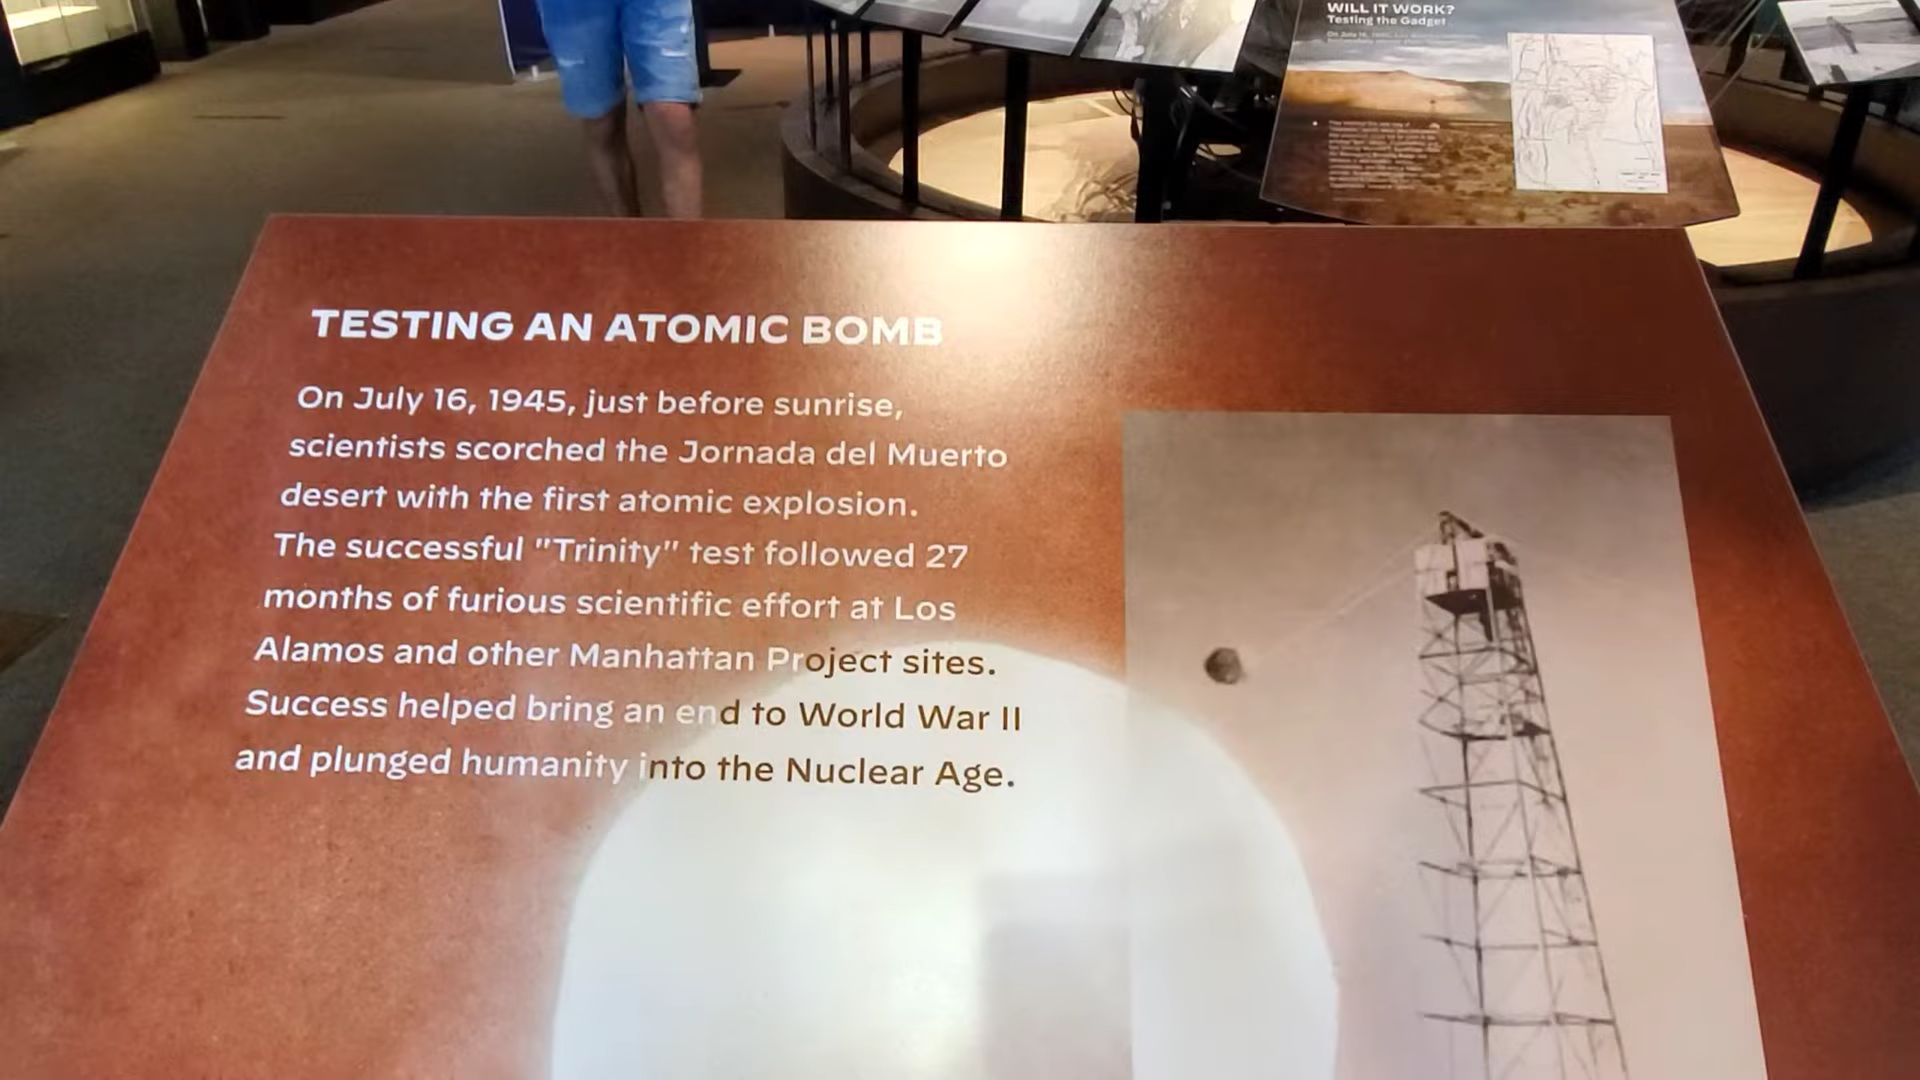 WILL IT WORK?
Testing the Gadget
TESTING AN ATOMIC BOMB
On July 16, 1945, just before sunrise,
scientists scorched the Jornada del Muerto
desert with the first atomic explosion.
The successful "Trinity" test followed 27
months of furious scientific effort at Los
Alamos and other Manhattan Project sites.
Success helped bring an end to World War II
and plunged humanity into the Nuclear Age.